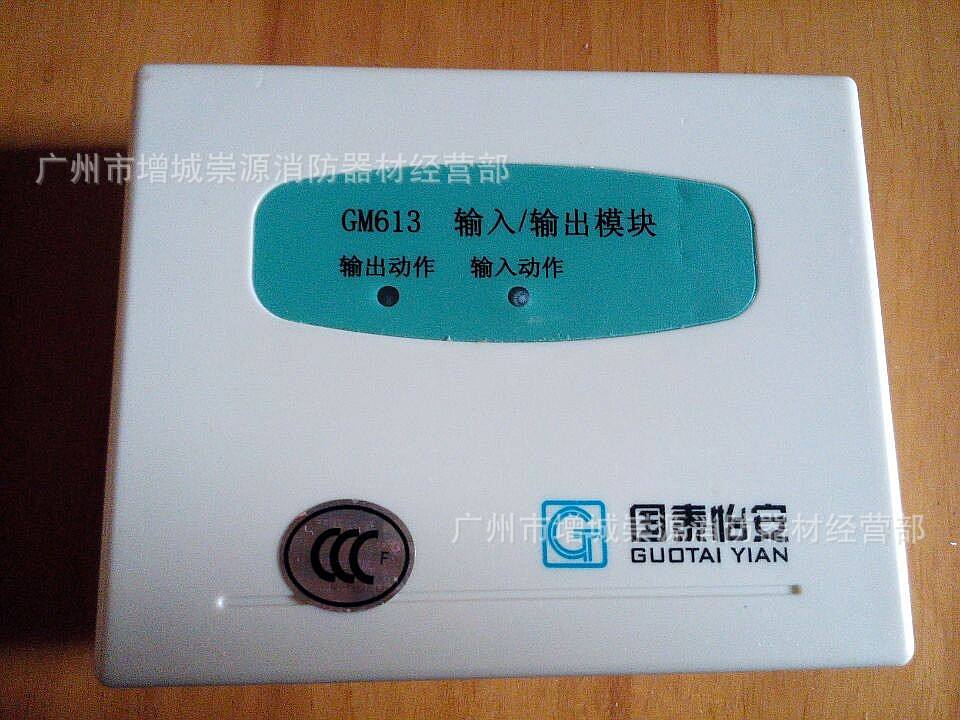 广州市增城崇源消防器材经营部
GM613 输入/输出模块
输出动作 输入动作
CCC F
G
国泰怡安
GUOTAI YIAN
广州市增城崇源消防器材经营部